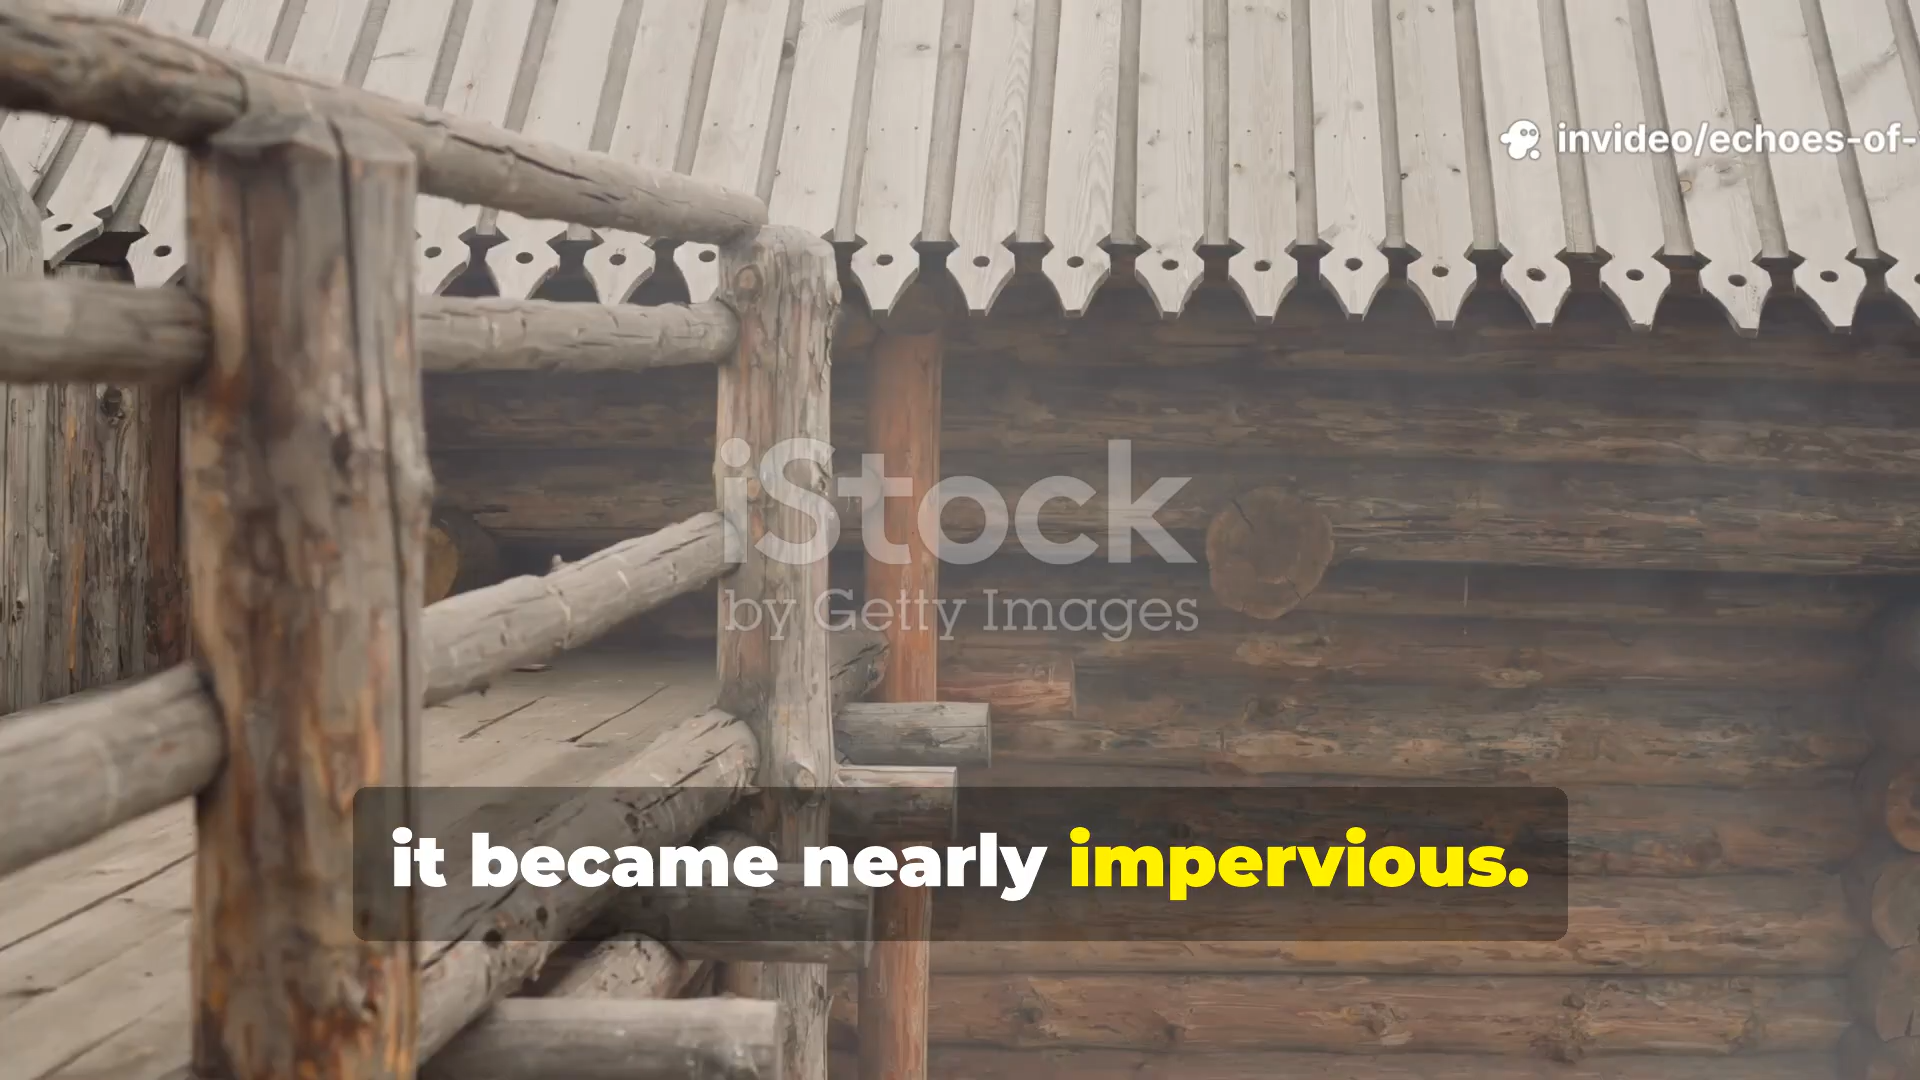 invideo/echoes-of-
iStock
by Getty Images
it became nearly impervious.